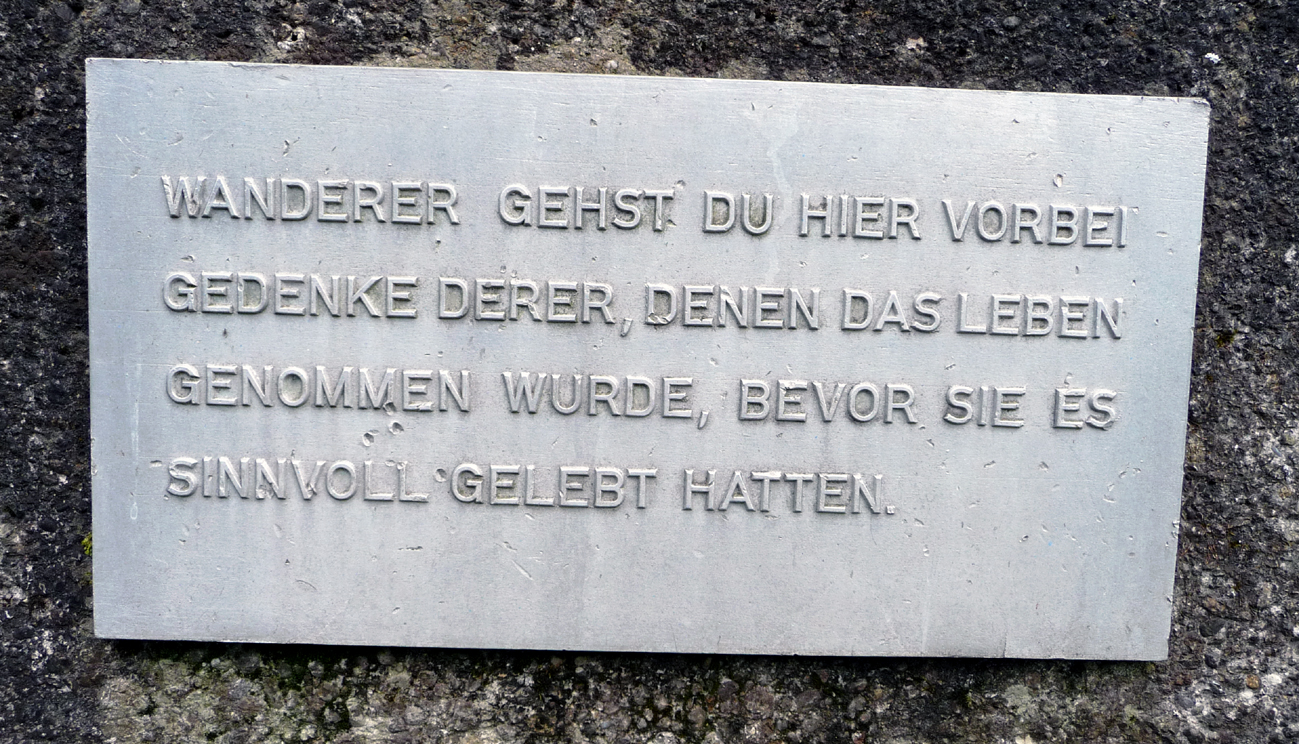 WANDERER GEHST DU HIER VORBEI
GEDENKE DERER, DENEN DAS LEBEN
GENOMMEN WURDE, BEVOR SIE ES
SINNVOLL GELEBT HATTEN.